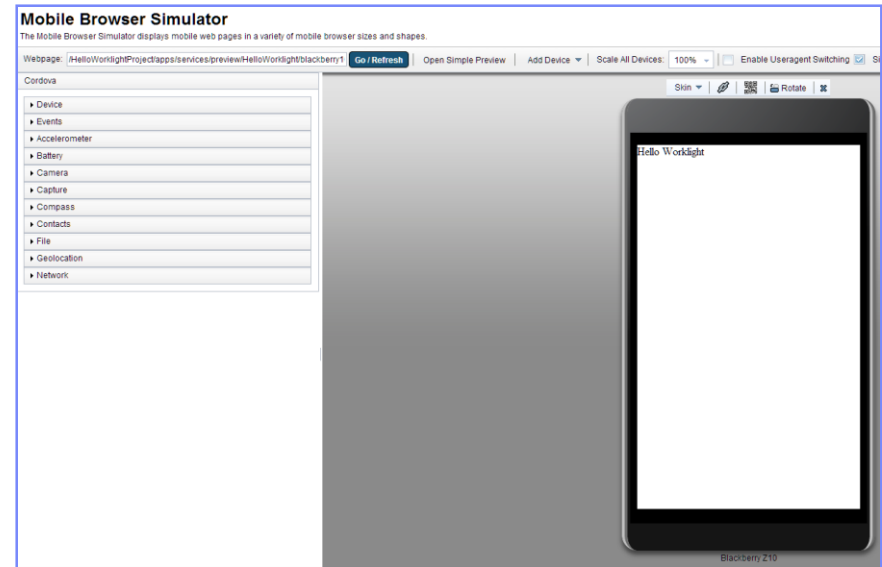 Mobile Browser Simulator
The Mobile Browser Simulator displays mobile web pages in a variety of mobile browser sizes and shapes.
Webpage: /HelloWorklightProject/apps/services/preview/HelloWorklight/blackberry1 Go / Refresh Open Simple Preview Add Device Scale All Devices: 100% Enable Useragent Switching Si
Cordova
Skin Rotate
Device
Events
Accelerometer
Battery
Camera
Capture
Compass
Contacts
File
Geolocation
Network
Hello Worklight
Blackberry Z10